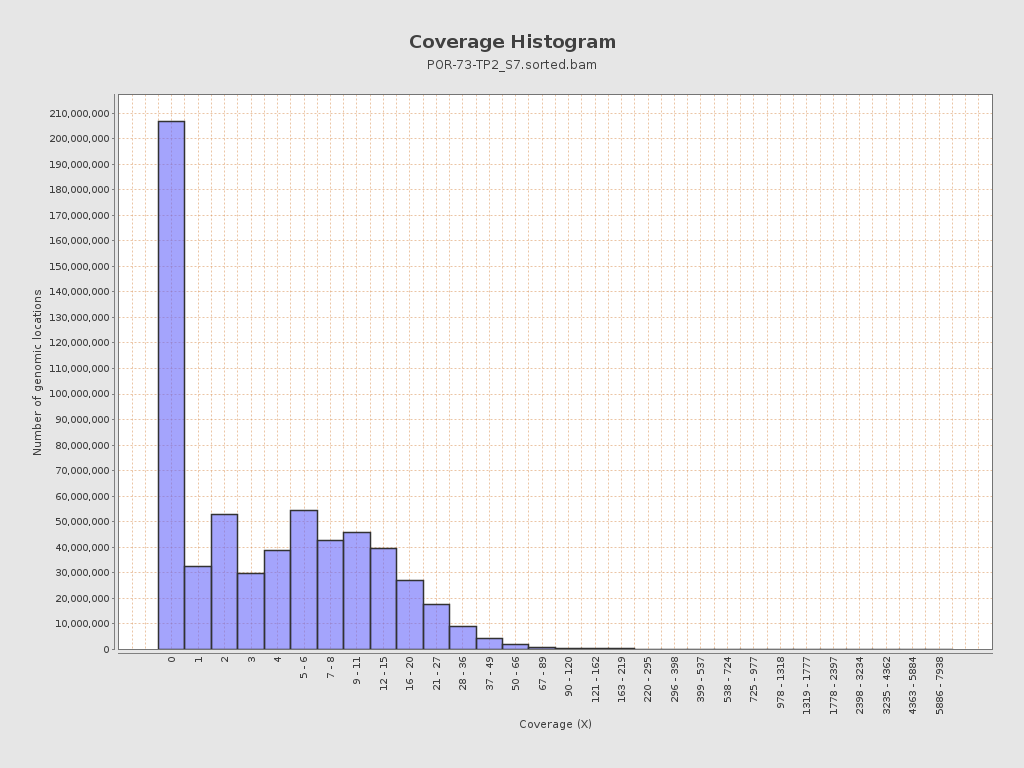 Coverage Histogram
POR-73-TP2_S7.sorted.bam
Number of genomic locations
210,000,000
200,000,000
190,000,000
180,000,000
170,000,000
160,000,000
150,000,000
140,000,000
130,000,000
120,000,000
110,000,000
100,000,000
90,000,000
80,000,000
70,000,000
60,000,000
50,000,000
40,000,000
30,000,000
20,000,000
10,000,000
0
0
1
2
3
4
5 - 6
7 - 8
9 - 11
12 - 15
16 - 20
21 - 27
28 - 36
37 - 49
50 - 66
67 - 89
90 - 120
121 - 162
163 - 219
220 - 295
296 - 398
399 - 537
538 - 724
725 - 977
978 - 1318
1319 - 1777
1778 - 2397
2398 - 3234
3235 - 4362
4363 - 5884
5886 - 7938
Coverage (X)